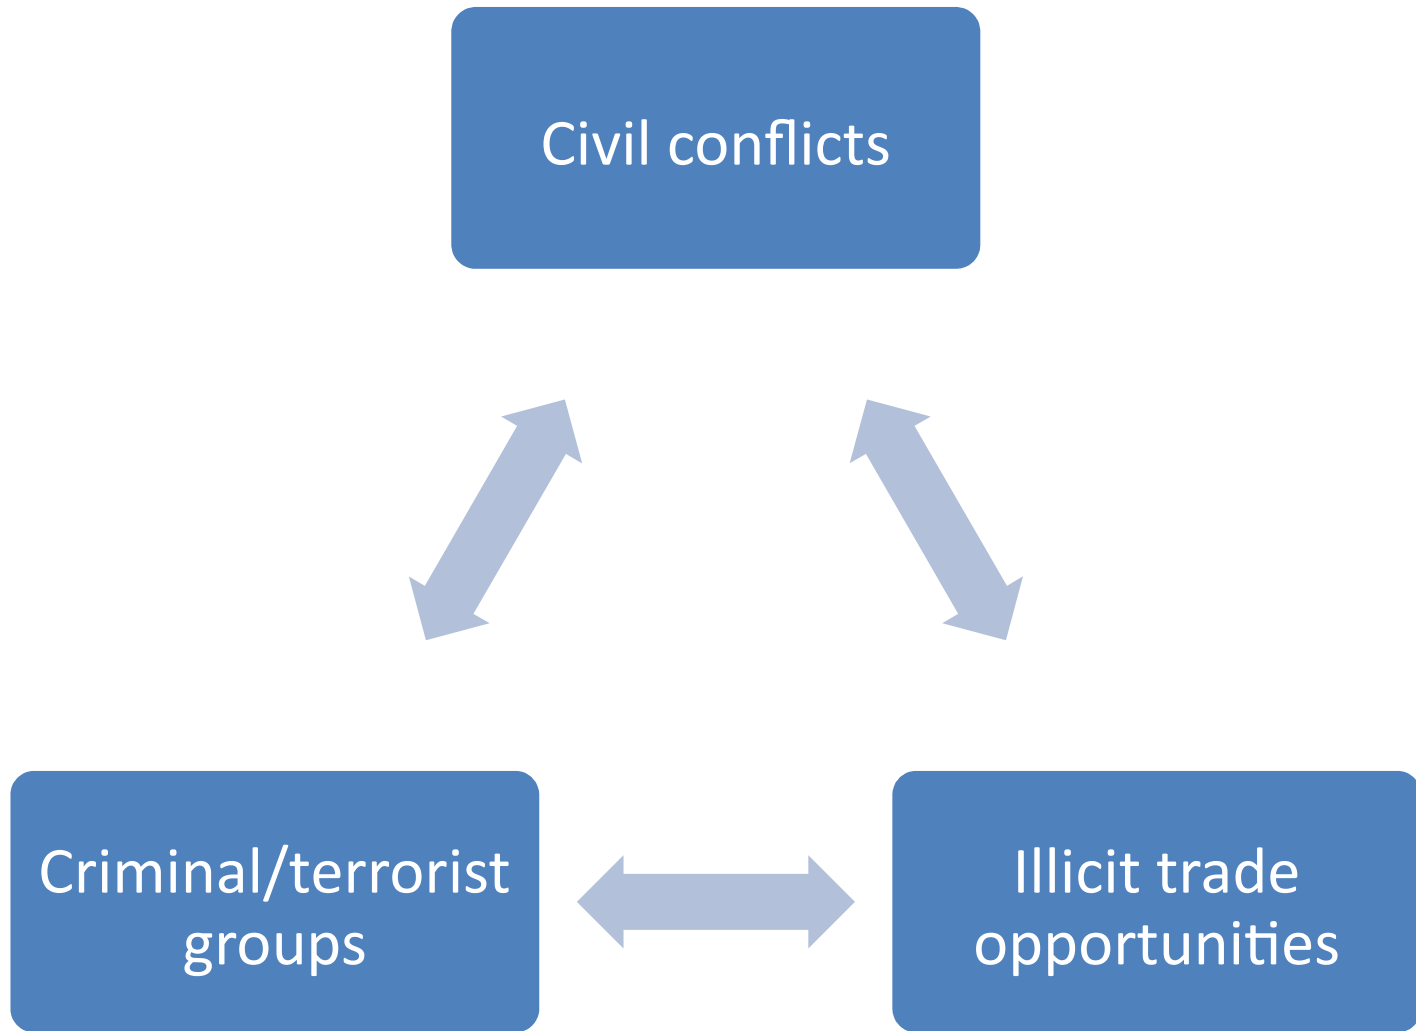 Civil conflicts
Criminal/terrorist
groups
Illicit trade
opportunities